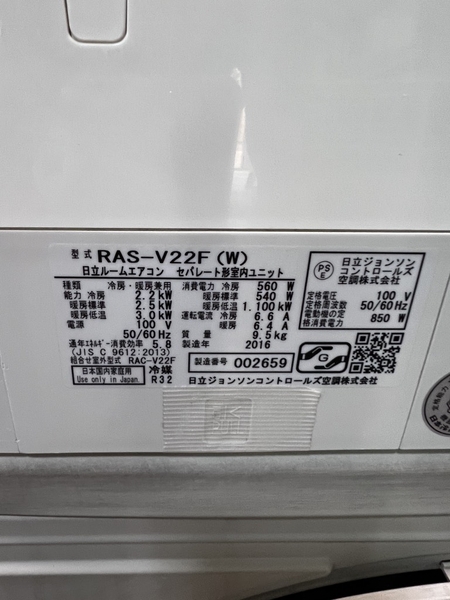 型式 RAS-V22F(W)
日立ルームエアコン セパレート形室内ユニット
種類 冷房・暖房兼用
能力 冷房 2.2kW
暖房標準 2.5kW
暖房低温 3.0kW
電源 100 V
50/60Hz
通年エネルギー消費効率 5.8
(JIS C 9612:2013)
組合せ室外型式 RAC-V22F
日本国内家庭用
Use only in Japan.
冷媒
R32
消費電力 冷房 560 W
暖房標準 540 W
暖房低温 1.100kW
運転電流 冷房 6.6 A
暖房 6.4 A
質量 9.5kg
製造年 2016
製造番号 002659
日立ジョンソンコントロールズ空調株式会社
PS
E
日立ジョンソン
コントロールズ
空調株式会社
定格電圧 100 V
定格周波数 50/60Hz
電動機の定
格消費電力 850 W
G